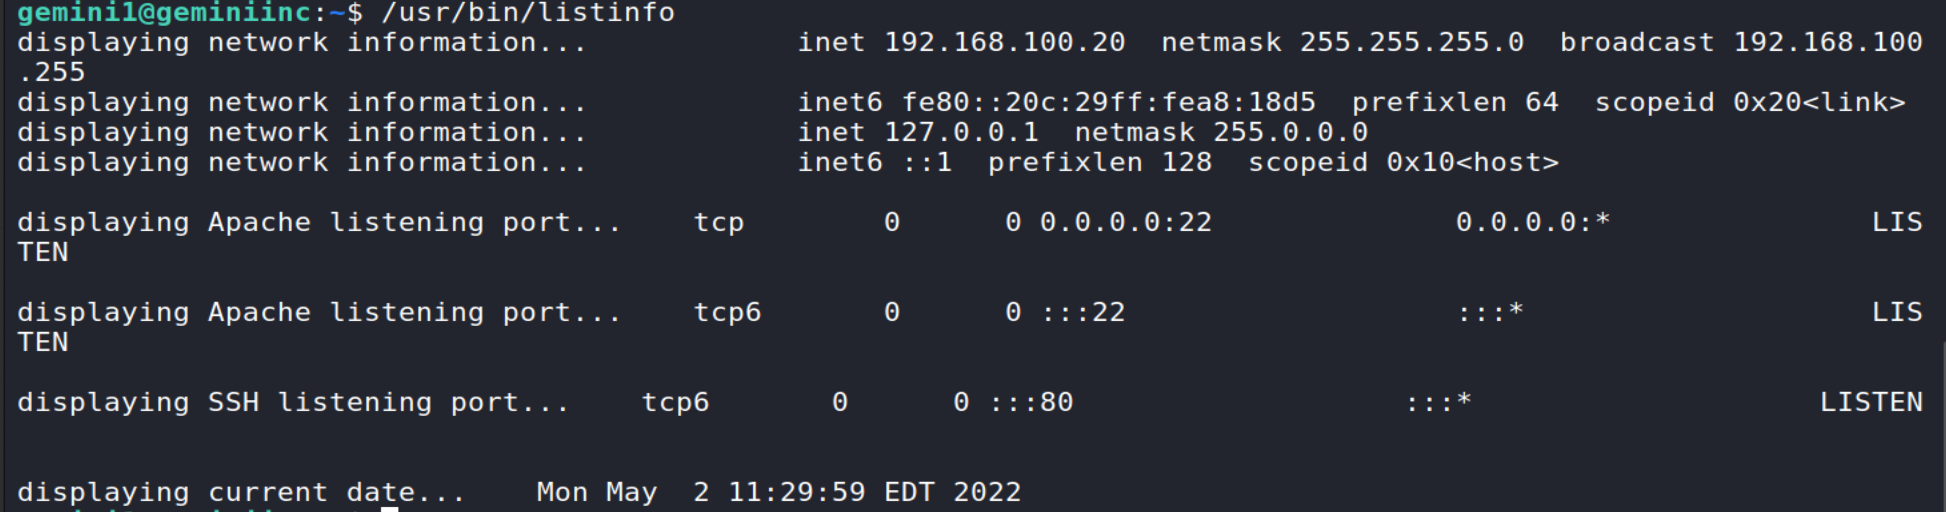 gemini1@geminiinc:~$ /usr/bin/listinfo
displaying network information...            inet 192.168.100.20  netmask 255.255.255.0  broadcast 192.168.100
.255
displaying network information...            inet6 fe80::20c:29ff:fea8:18d5  prefixlen 64  scopeid 0x20<link>
displaying network information...            inet 127.0.0.1  netmask 255.0.0.0
displaying network information...            inet6 ::1  prefixlen 128  scopeid 0x10<host>
displaying Apache listening port...    tcp        0      0 0.0.0.0:22              0.0.0.0:*               LIS
TEN
displaying Apache listening port...    tcp6       0      0 :::22                   :::*                    LIS
TEN
displaying SSH listening port...    tcp6       0      0 :::80                   :::*                    LISTEN
displaying current date...    Mon May  2 11:29:59 EDT 2022